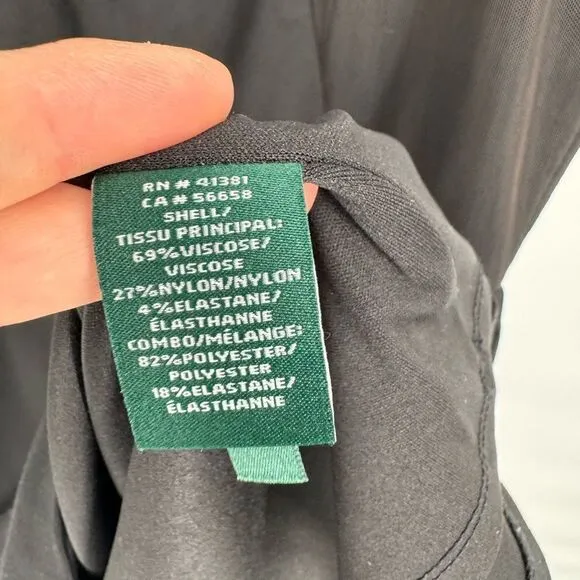 RN # 41381
CA # 56658
SHELL/
TISSU PRINCIPAL:
69%VISCOSE/
VISCOSE
27%NYLON/NYLON
4%ELASTANE/
ÉLASTHANNE
COMBO/MÉLANGE:
82%POLYESTER/
POLYESTER
18%ELASTANE/
ÉLASTHANNE